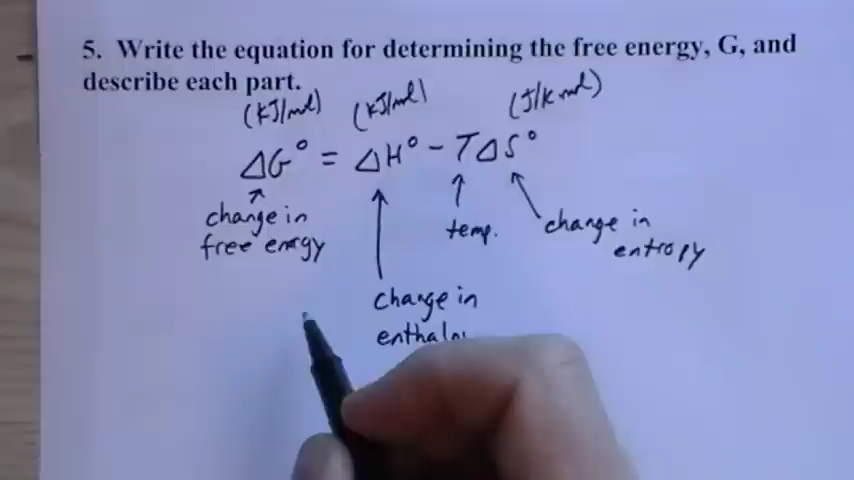 5. Write the equation for determining the free energy, G, and
describe each part.
(kJ/mol) (kJ/mol) (J/K mol)
ΔG° = ΔH° - TΔS°
change in
free energy
temp.
change in
entropy
change in